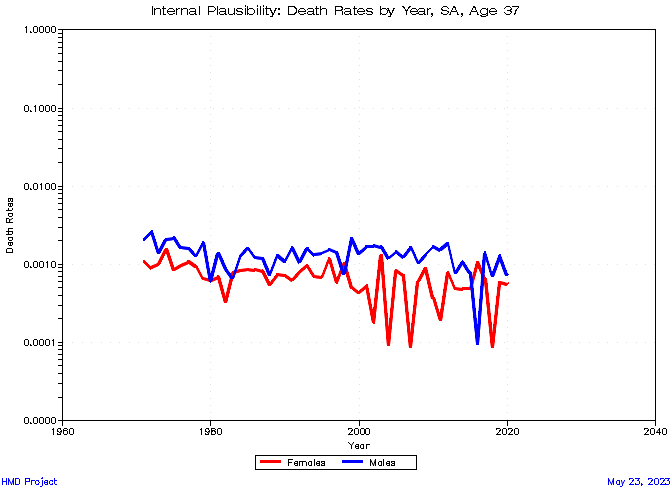 Internal Plausibility: Death Rates by Year, SA, Age 37
1.0000
0.1000
0.0100
0.0010
0.0001
0.0000
Death Rates
1960
1980
2000
2020
2040
Year
Females
Males
HMD Project
May 23, 2023